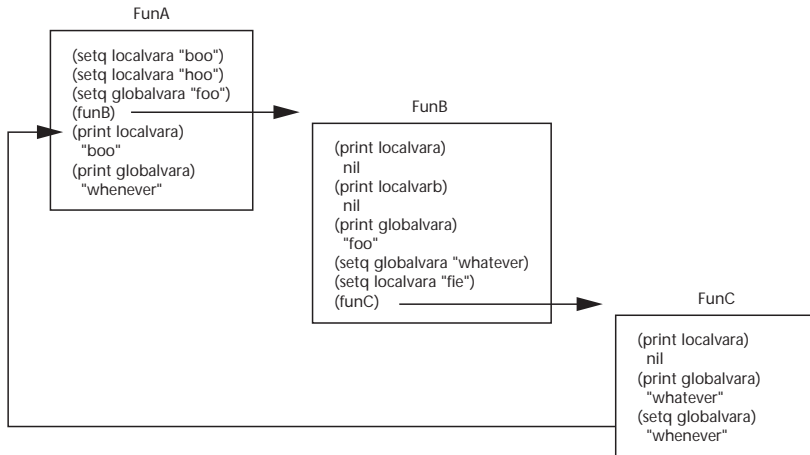 FunA
(setq localvara "boo")
(setq localvara "hoo")
(setq globalvara "foo")
(funB)
(print localvara)
"boo"
(print globalvara)
"whenever"
FunB
(print localvara)
nil
(print localvarb)
nil
(print globalvara)
"foo"
(setq globalvara "whatever)
(setq localvara "fie")
(funC)
FunC
(print localvara)
nil
(print globalvara)
"whatever"
(setq globalvara)
"whenever"